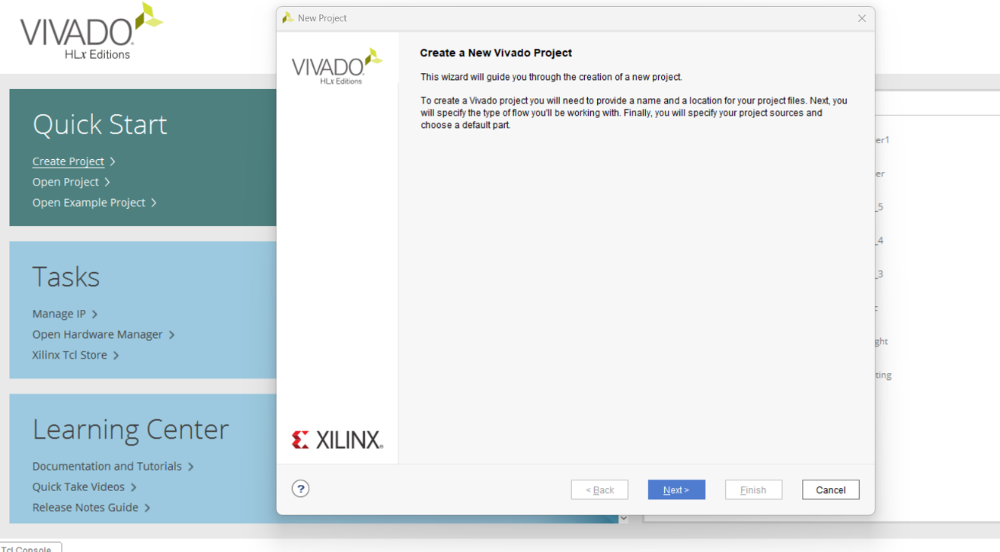 VIVADO.
HLx Editions
Quick Start
Create Project
Open Project
Open Example Project
Tasks
Manage IP
Open Hardware Manager
Xilinx Tcl Store
Learning Center
Documentation and Tutorials
Quick Take Videos
Release Notes Guide
Tcl Console
New Project
VIVADO.
HLx Editions
XILINX®
Create a New Vivado Project
This wizard will guide you through the creation of a new project.
To create a Vivado project you will need to provide a name and a location for your project files. Next, you
will specify the type of flow you'll be working with. Finally, you will specify your project sources and
choose a default part.
?
< Back
Next >
Finish
Cancel
er1
er
_5
_4
_3
ght
ting